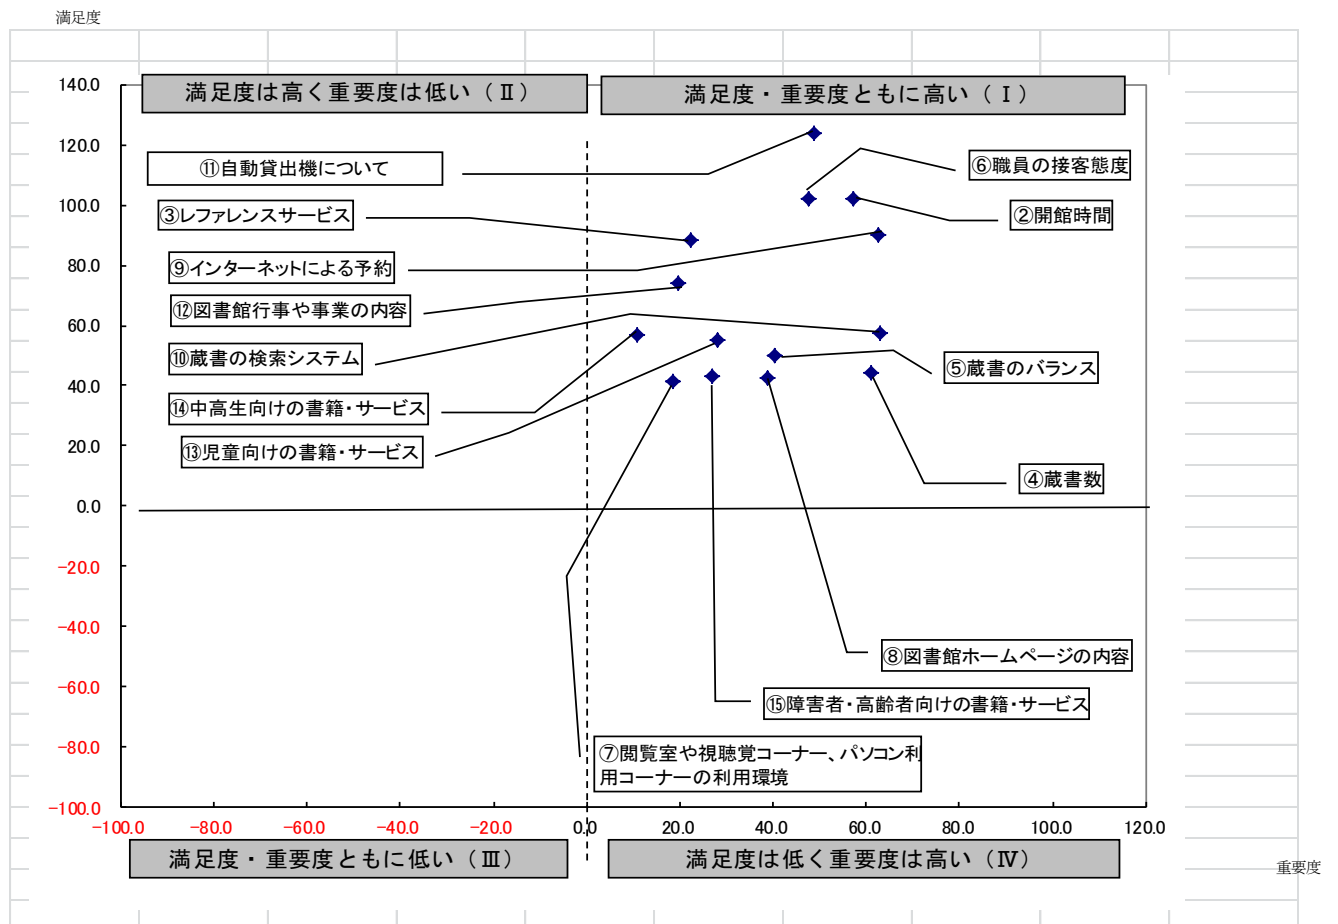 満足度
満足度は高く重要度は低い（Ⅱ）
満足度・重要度ともに高い（Ⅰ）
140.0
120.0
100.0
80.0
60.0
40.0
20.0
0.0
-20.0
-40.0
-60.0
-80.0
-100.0
⑪自動貸出機について
⑥職員の接客態度
③レファレンスサービス
②開館時間
⑨インターネットによる予約
⑫図書館行事や事業の内容
⑩蔵書の検索システム
⑤蔵書のバランス
⑭中高生向けの書籍・サービス
⑬児童向けの書籍・サービス
④蔵書数
⑧図書館ホームページの内容
⑮障害者・高齢者向けの書籍・サービス
⑦閲覧室や視聴覚コーナー、パソコン利
用コーナーの利用環境
-100.0 -80.0 -60.0 -40.0 -20.0 0.0 20.0 40.0 60.0 80.0 100.0 120.0
満足度・重要度ともに低い（Ⅲ）
満足度は低く重要度は高い（Ⅳ）
重要度